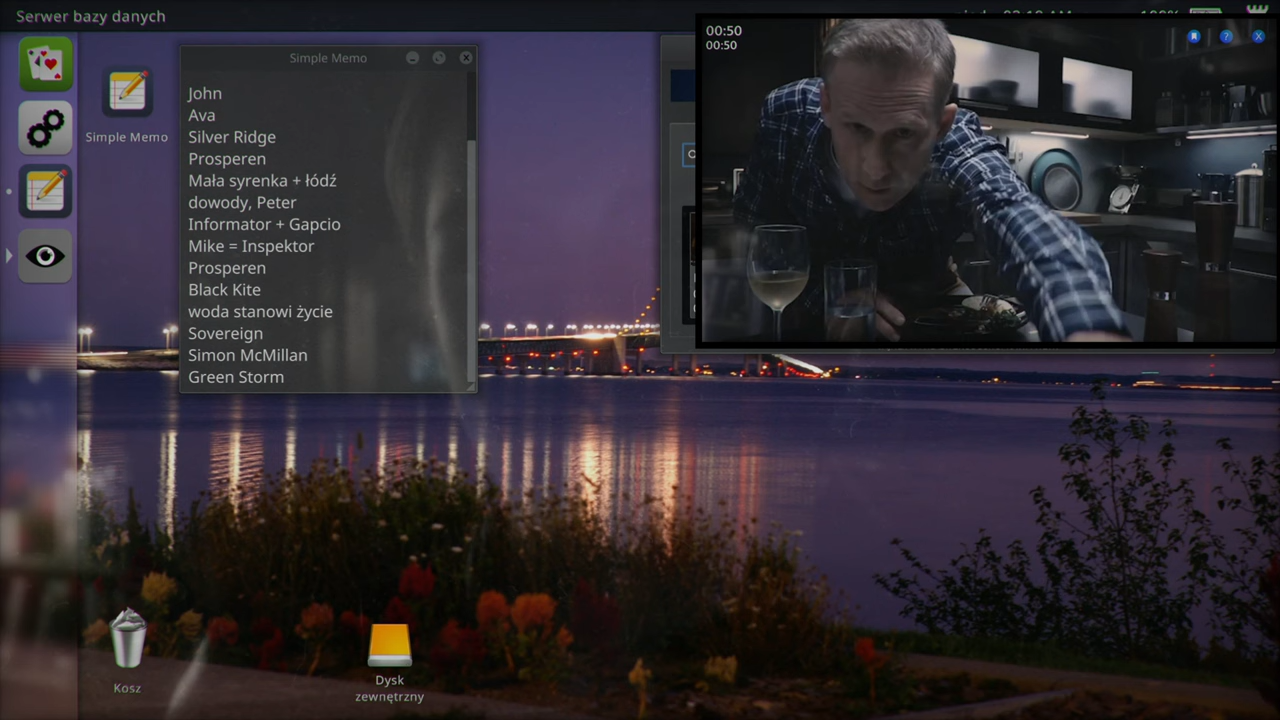 Serwer bazy danych
100%
Simple Memo
Simple Memo
John
Ava
Silver Ridge
Prosperen
Mała syrenka + łódź
dowody, Peter
Informator + Gapcio
Mike = Inspektor
Prosperen
Black Kite
woda stanowi życie
Sovereign
Simon McMillan
Green Storm
00:50
00:50
Kosz
Dysk
zewnętrzny